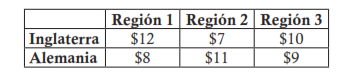 Región 1 Región 2 Región 3
Inglaterra $12 $7 $10
Alemania $8 $11 $9